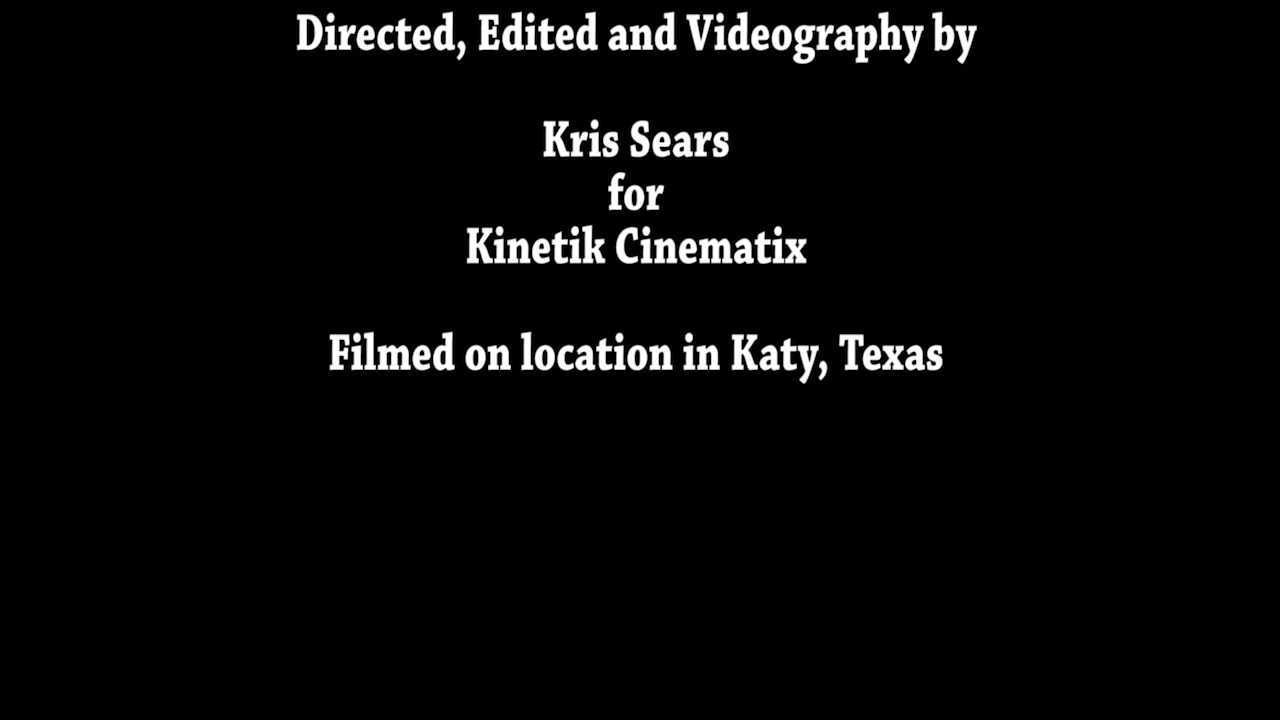 Directed, Edited and Videography by
Kris Sears
for
Kinetik Cinematix
Filmed on location in Katy, Texas